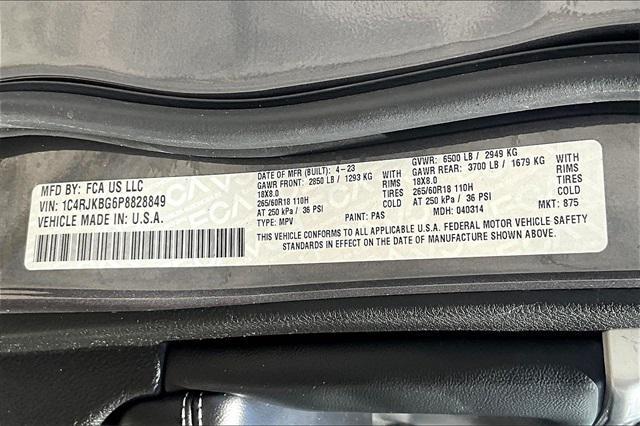 MFD BY: FCA US LLC
VIN: 1C4RJKBG6P8828849
VEHICLE MADE IN U.S.A.
DATE OF MFR (BUILT): 4-23 GVWR: 6500 LB / 2949 KG
GAWR FRONT: 2850 LB / 1293 KG WITH GAWR REAR: 3700 LB / 1679 KG WITH
18X8.0 RIMS 18X8.0 RIMS
265/60R18 110H TIRES 265/60R18 110H TIRES
AT 250 kPa / 36 PSI COLD AT 250 kPa / 36 PSI COLD
TYPE: MPV PAINT: PAS MDH: 040314 MKT: 875
THIS VEHICLE CONFORMS TO ALL APPLICABLE U.S.A. FEDERAL MOTOR VEHICLE SAFETY
STANDARDS IN EFFECT ON THE DATE OF MANUFACTURE SHOWN ABOVE.